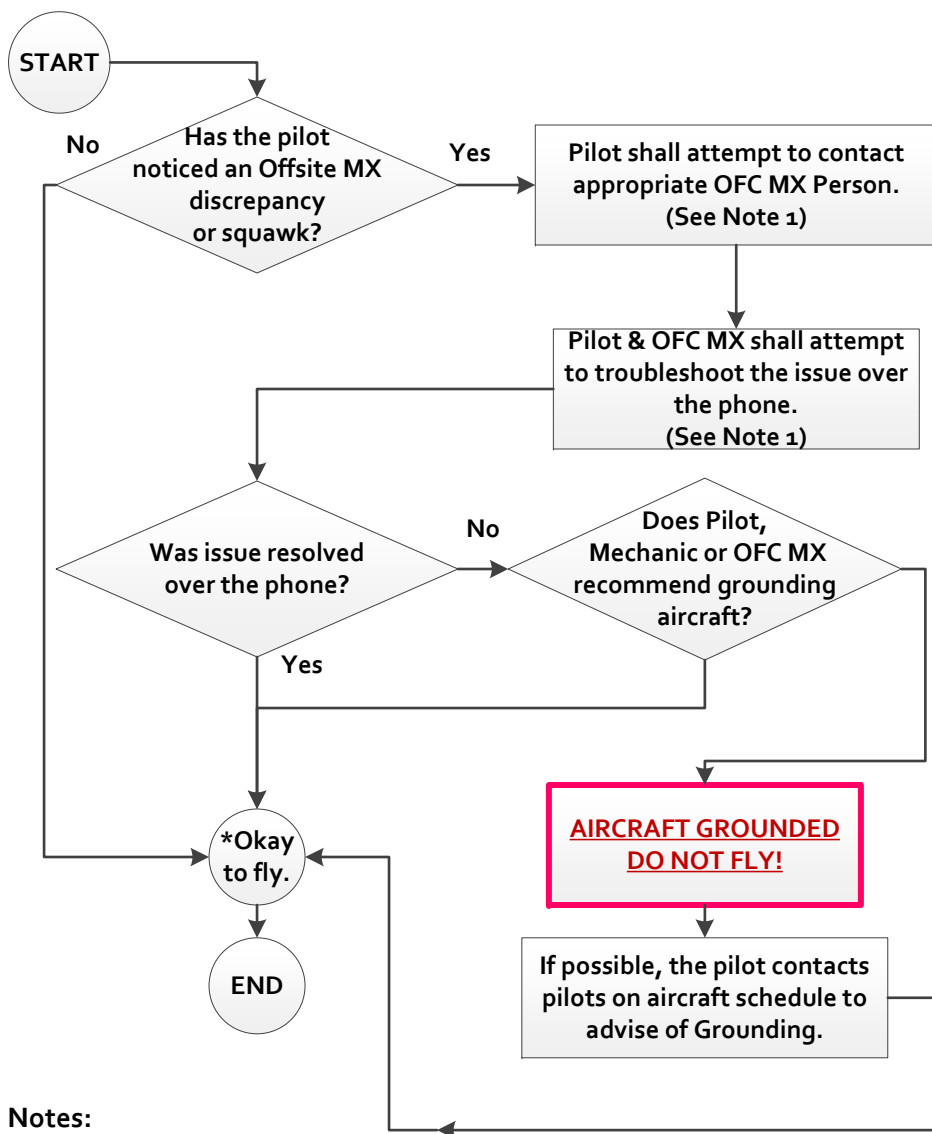 START
No
Has the pilot
noticed an Offsite MX
discrepancy
or squawk?
Yes
Pilot shall attempt to contact
appropriate OFC MX Person.
(See Note 1)
Pilot & OFC MX shall attempt
to troubleshoot the issue over
the phone.
(See Note 1)
Was issue resolved
over the phone?
No
Does Pilot,
Mechanic or OFC MX
recommend grounding
aircraft?
Yes
*Okay
to fly.
AIRCRAFT GROUNDED
DO NOT FLY!
END
If possible, the pilot contacts
pilots on aircraft schedule to
advise of Grounding.
Notes: